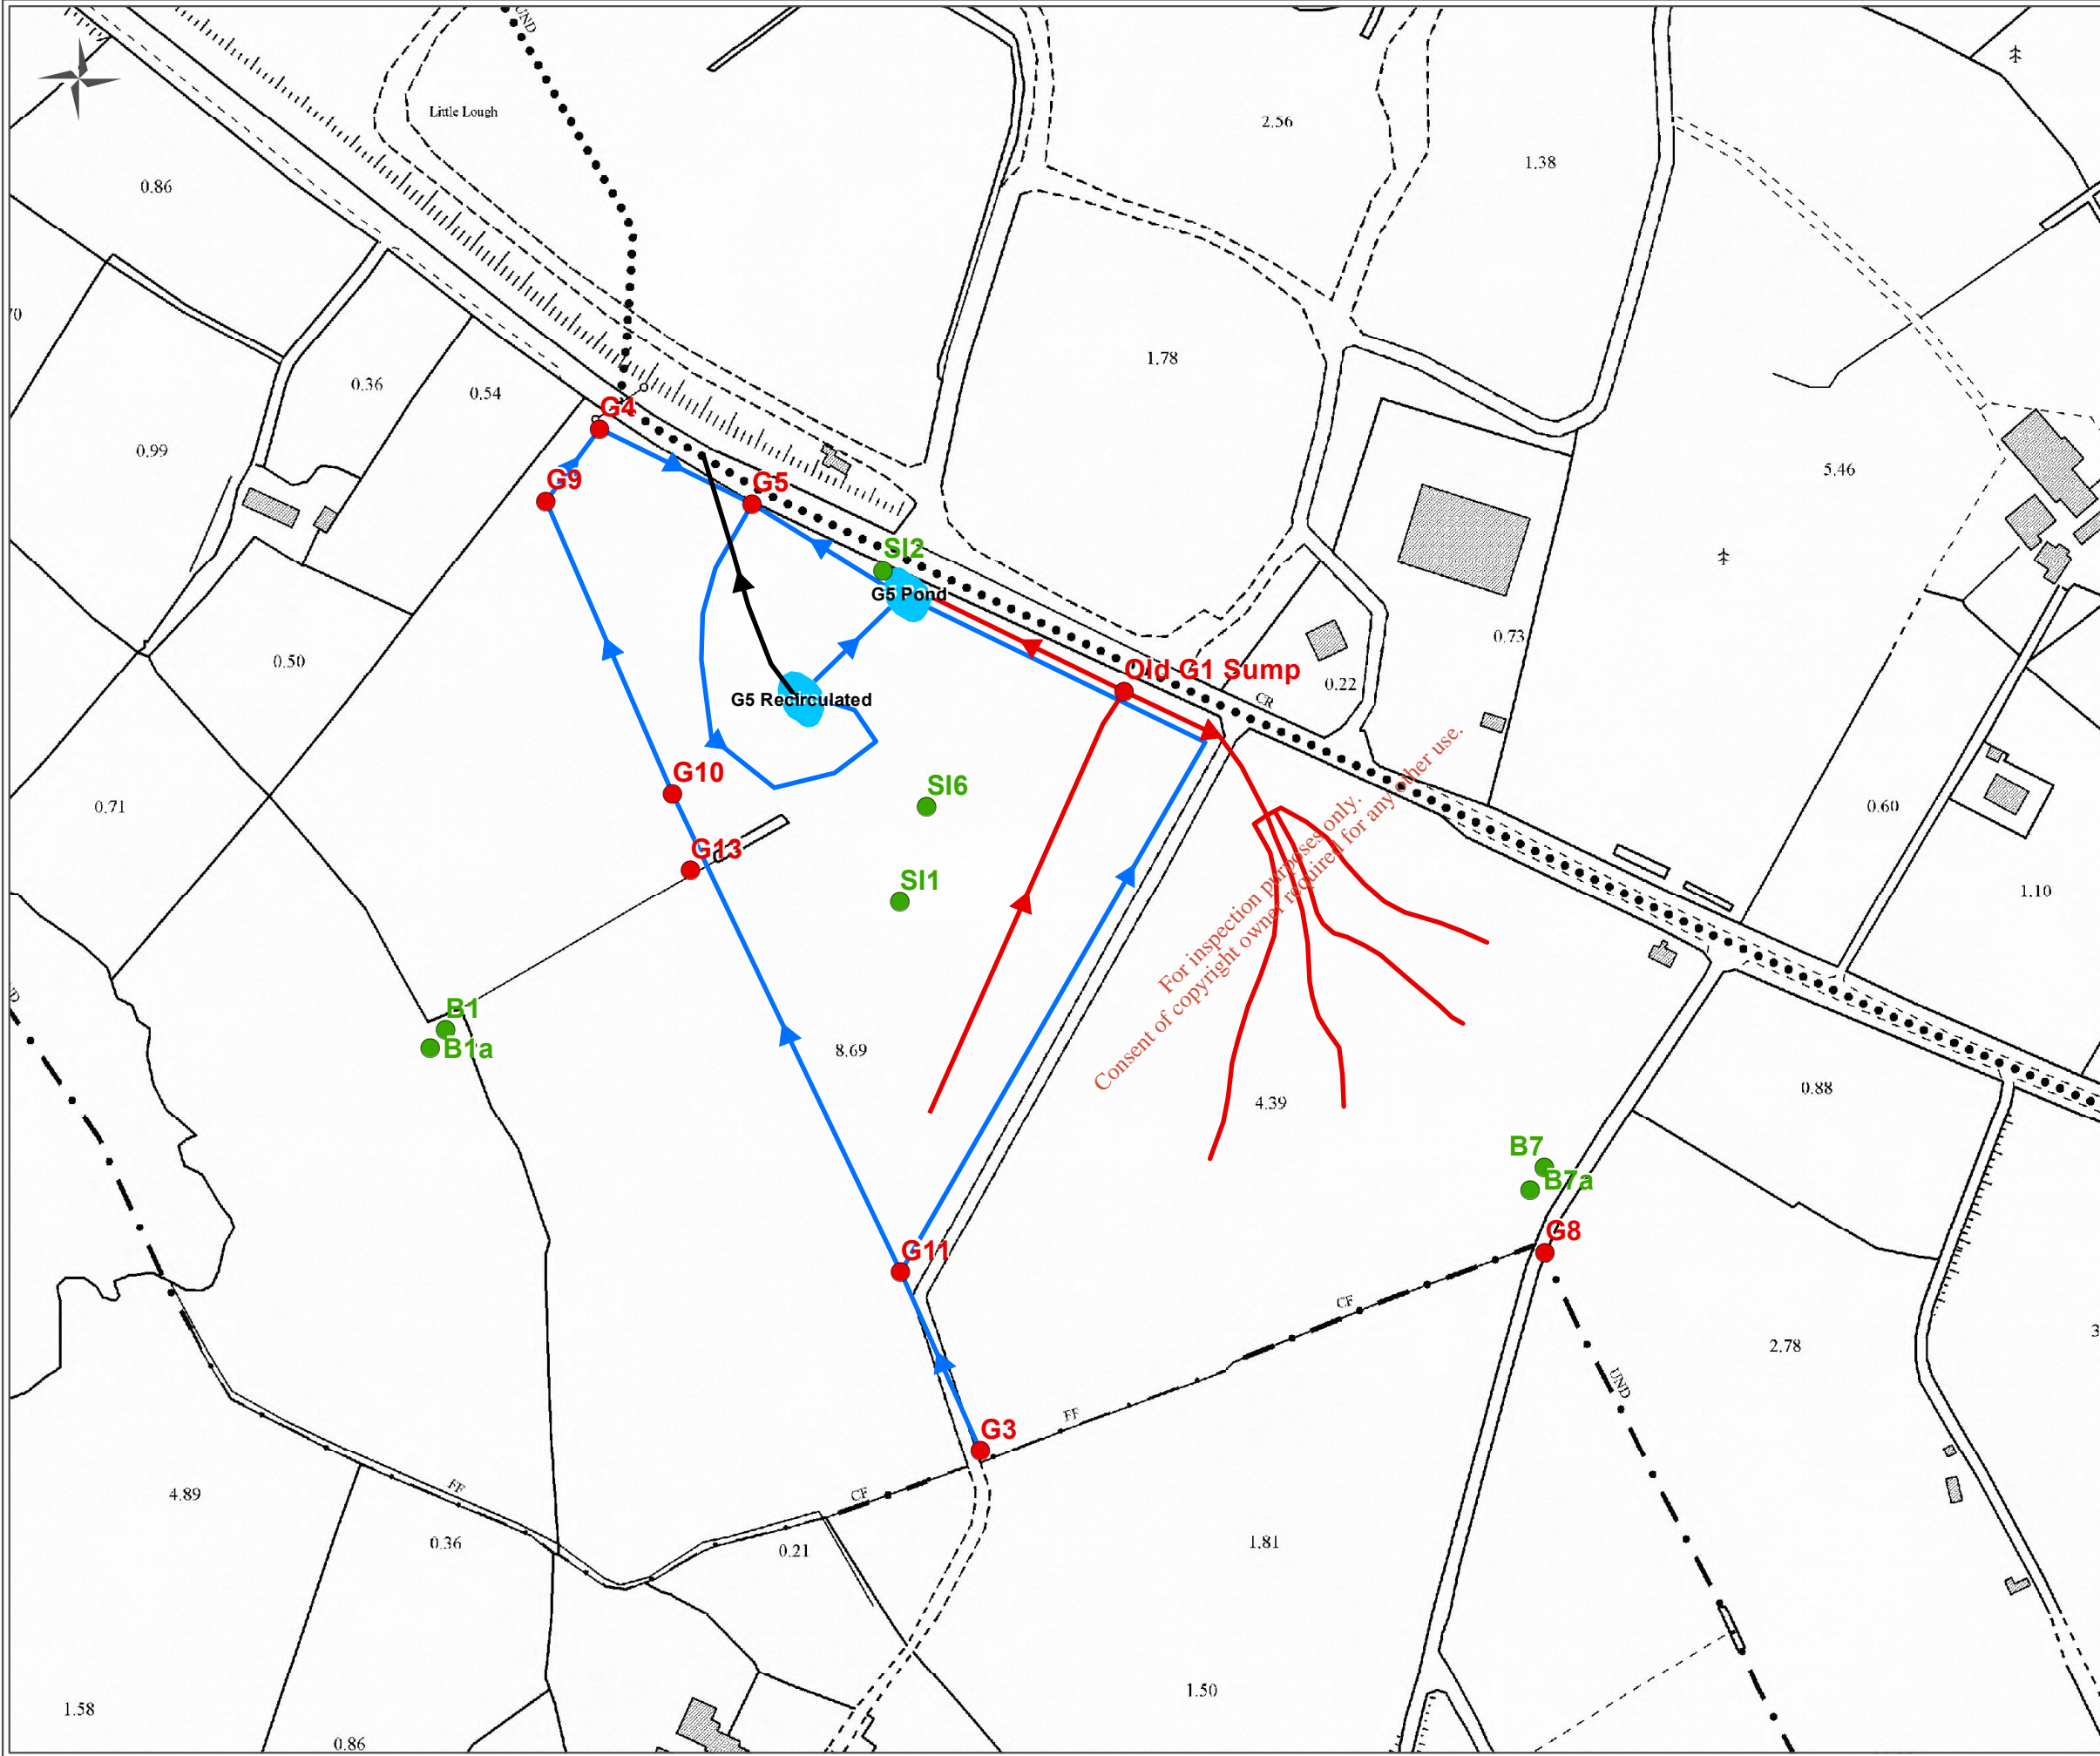 UND
Little Lough
2.56
1.38
0.86
70
1.78
0.36
0.54
G4
0.99
5.46
G9
G5
SI2
G5 Pond
0.73
0.50
Old G1 Sump
0.22
CR
G5 Recirculated
G10
SI6
0.71
0.60
G13
SI1
1.10
For inspection purposes only.
Consent of copyright owner required for any other use.
B1
B1a
8.69
4.39
0.88
B7
B7a
G8
G11
CF
2.78
3
UND
FF
G3
FF
CF
4.89
0.36
0.21
1.81
1.50
1.58
0.86